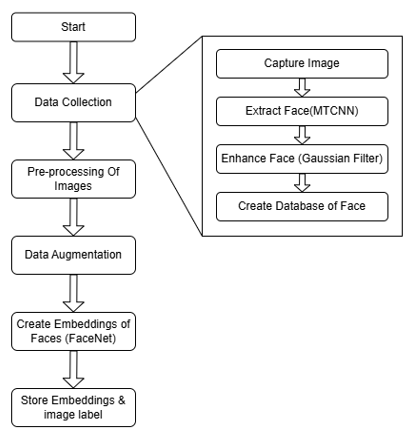 Start
Data Collection
Pre-processing Of
Images
Data Augmentation
Create Embeddings of
Faces (FaceNet)
Store Embeddings &
image label
Capture Image
Extract Face(MTCNN)
Enhance Face (Gaussian Filter)
Create Database of Face